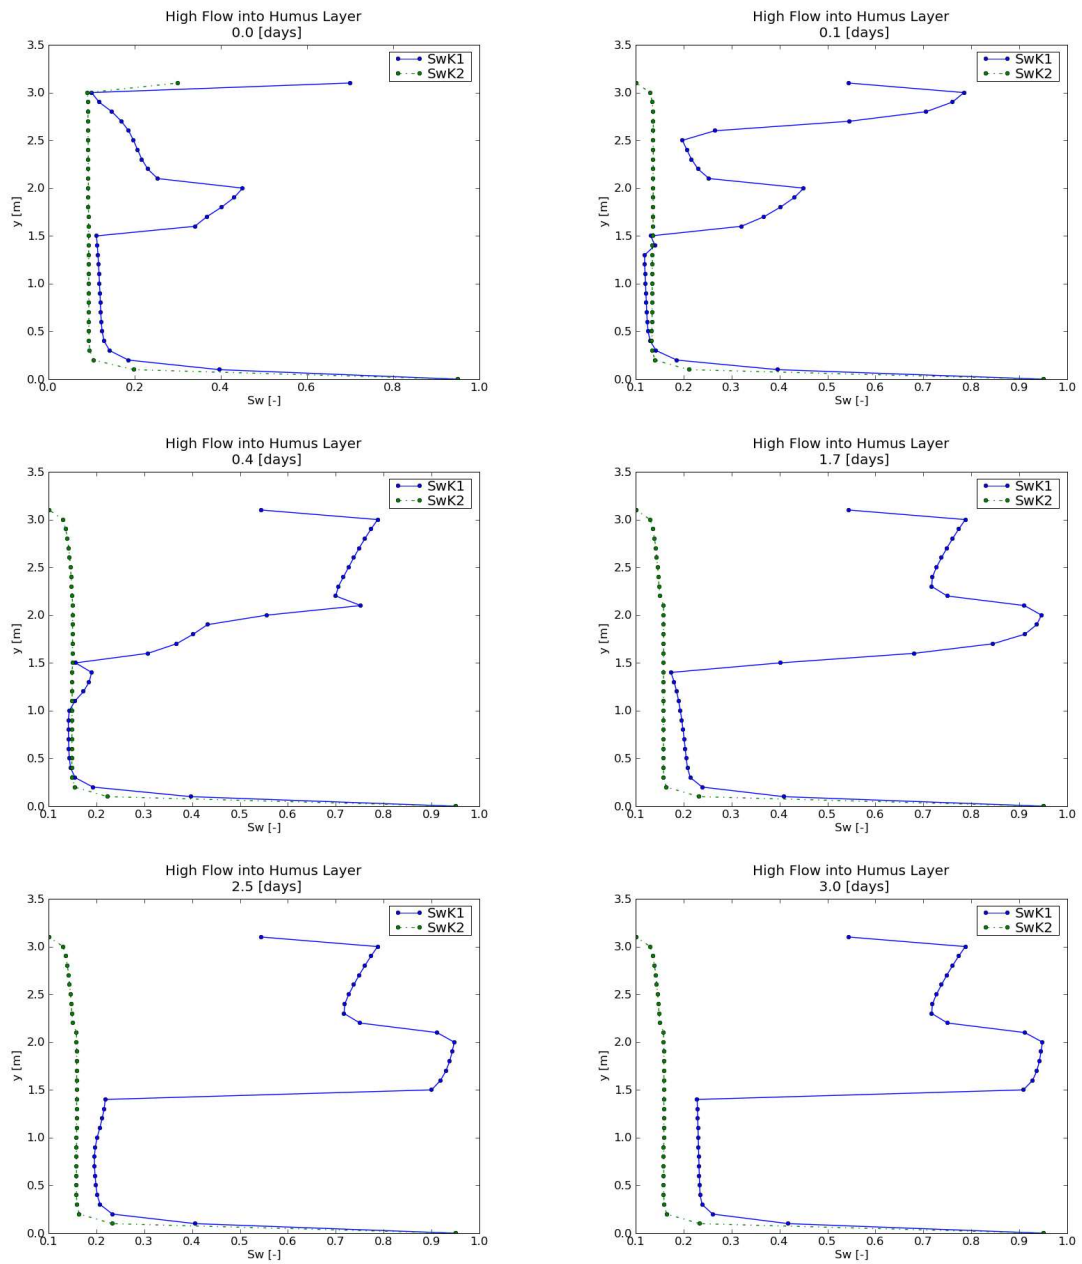 High Flow into Humus Layer
0.0 [days]
3.5
3.0
2.5
2.0
1.5
1.0
0.5
0.0
y [m]
SwK1
SwK2
0.0 0.2 0.4 0.6 0.8 1.0
Sw [-]
High Flow into Humus Layer
0.1 [days]
3.5
3.0
2.5
2.0
1.5
1.0
0.5
0.0
y [m]
SwK1
SwK2
0.1 0.2 0.3 0.4 0.5 0.6 0.7 0.8 0.9 1.0
Sw [-]
High Flow into Humus Layer
0.4 [days]
3.5
3.0
2.5
2.0
1.5
1.0
0.5
0.0
y [m]
SwK1
SwK2
0.1 0.2 0.3 0.4 0.5 0.6 0.7 0.8 0.9 1.0
Sw [-]
High Flow into Humus Layer
1.7 [days]
3.5
3.0
2.5
2.0
1.5
1.0
0.5
0.0
y [m]
SwK1
SwK2
0.1 0.2 0.3 0.4 0.5 0.6 0.7 0.8 0.9 1.0
Sw [-]
High Flow into Humus Layer
2.5 [days]
3.5
3.0
2.5
2.0
1.5
1.0
0.5
0.0
y [m]
SwK1
SwK2
0.1 0.2 0.3 0.4 0.5 0.6 0.7 0.8 0.9 1.0
Sw [-]
High Flow into Humus Layer
3.0 [days]
3.5
3.0
2.5
2.0
1.5
1.0
0.5
0.0
y [m]
SwK1
SwK2
0.1 0.2 0.3 0.4 0.5 0.6 0.7 0.8 0.9 1.0
Sw [-]